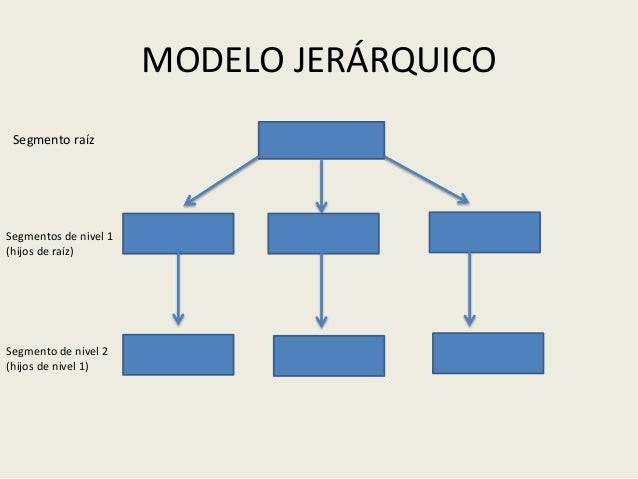 MODELO JERÁRQUICO
Segmento raíz
Segmentos de nivel 1
(hijos de raíz)
Segmento de nivel 2
(hijos de nivel 1)